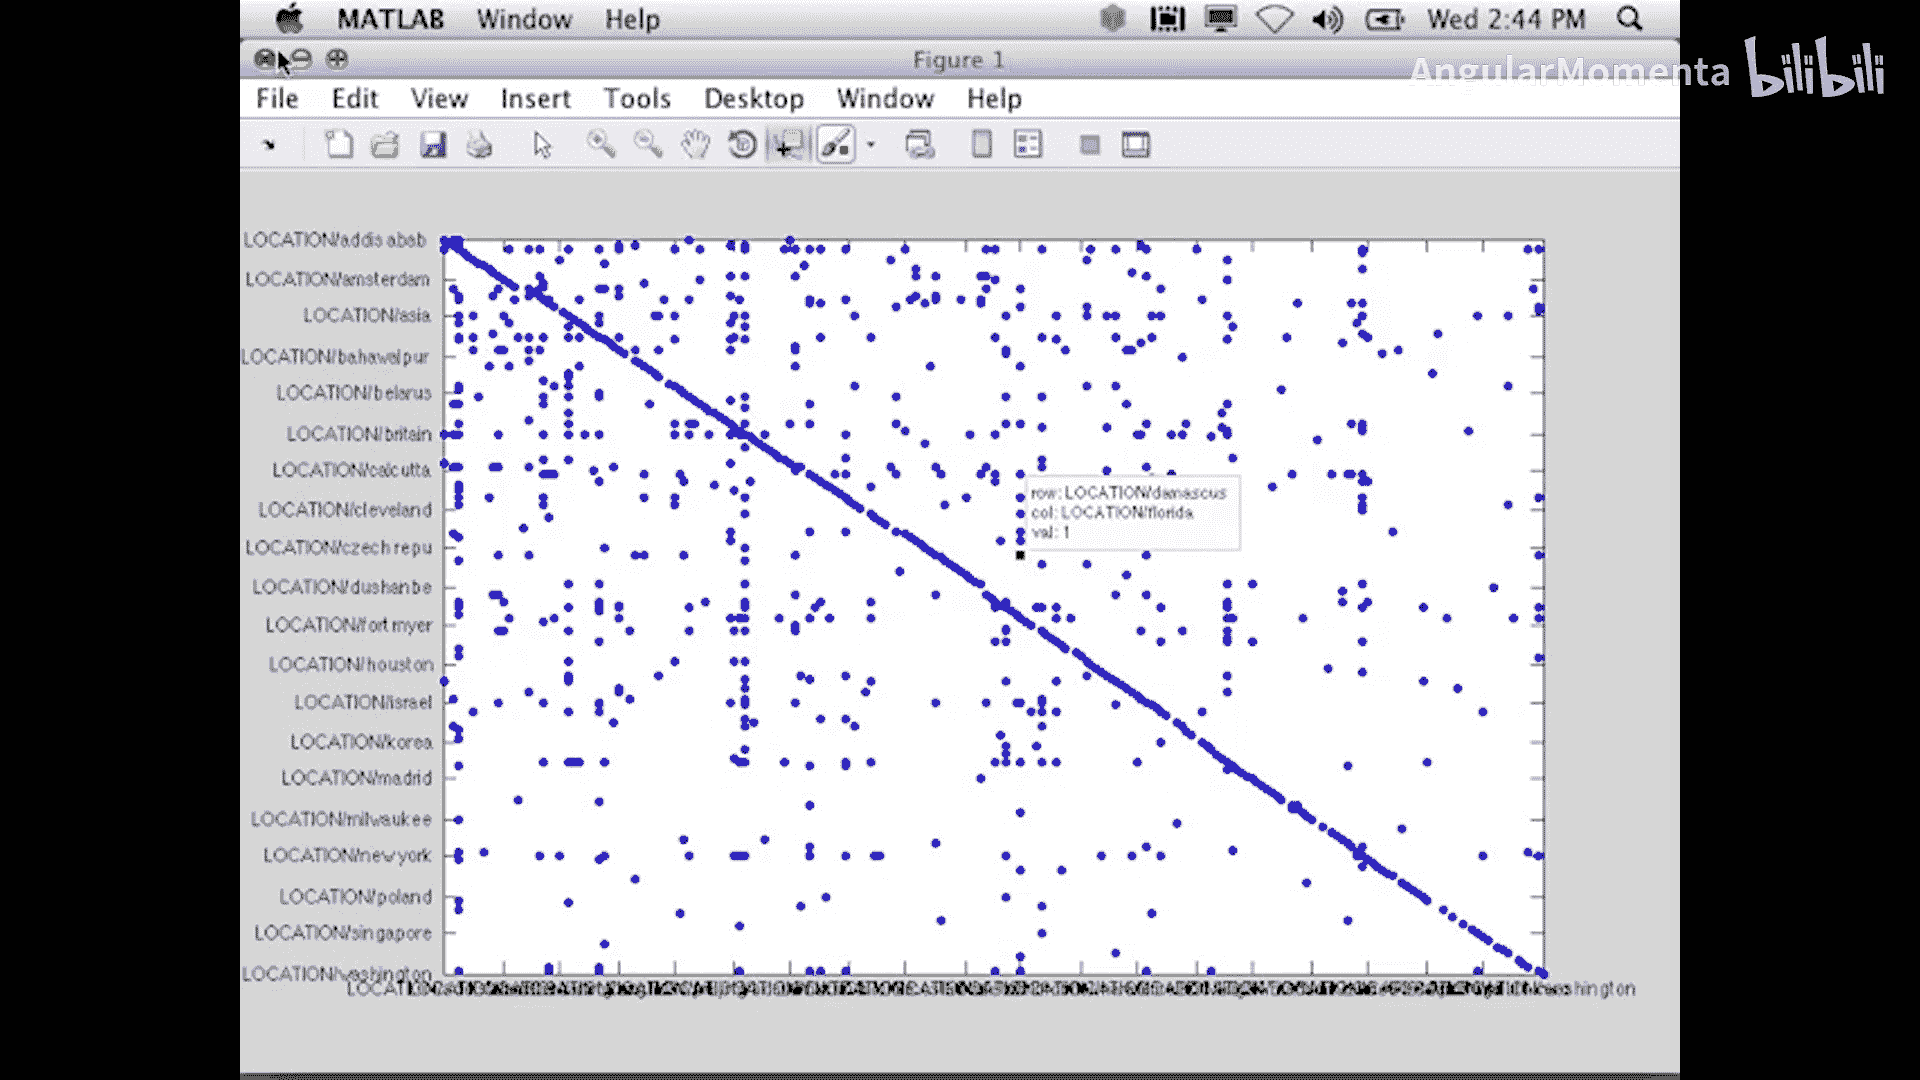 MATLAB Window Help Wed 2:44 PM
Figure 1
AngularMomenta bilibili
File Edit View Insert Tools Desktop Window Help
LOCATION/addis abab
LOCATION/amsterdam
LOCATION/asia
LOCATION/bahawalpur
LOCATION/belarus
LOCATION/britain
LOCATION/calcutta
row: LOCATION/damascus
col: LOCATION/florida
val: 1
LOCATION/cleveland
LOCATION/czech repu
LOCATION/dushanbe
LOCATION/fort myer
LOCATION/houston
LOCATION/israel
LOCATION/korea
LOCATION/madrid
LOCATION/milwaukee
LOCATION/new york
LOCATION/poland
LOCATION/singapore
LOCATION/washington